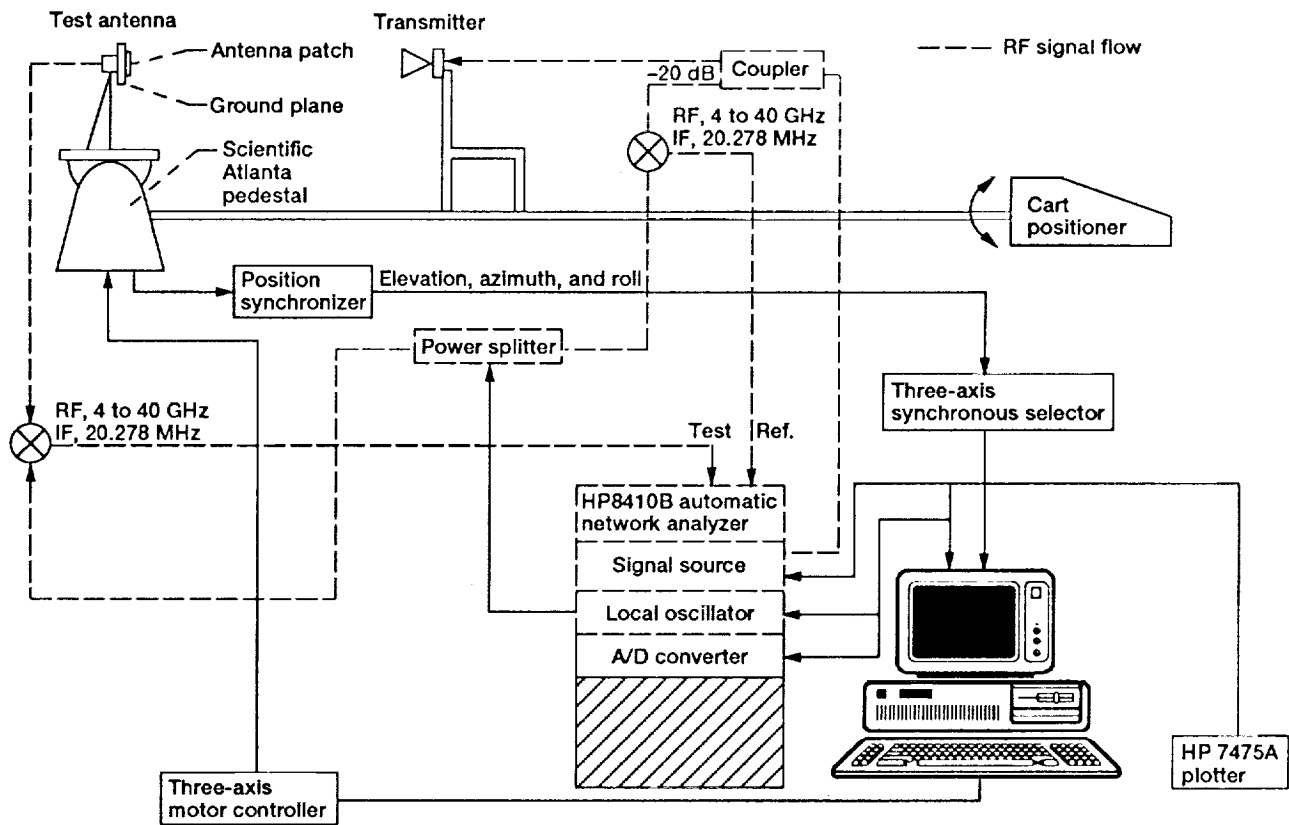 Test antenna
Transmitter
Antenna patch
Ground plane
Scientific
Atlanta
pedestal
–20 dB
Coupler
RF signal flow
RF, 4 to 40 GHz
IF, 20.278 MHz
Cart
positioner
Position
synchronizer
Elevation, azimuth, and roll
Power splitter
Three-axis
synchronous selector
RF, 4 to 40 GHz
IF, 20.278 MHz
Test
Ref.
HP8410B automatic
network analyzer
Signal source
Local oscillator
A/D converter
HP 7475A
plotter
Three-axis
motor controller